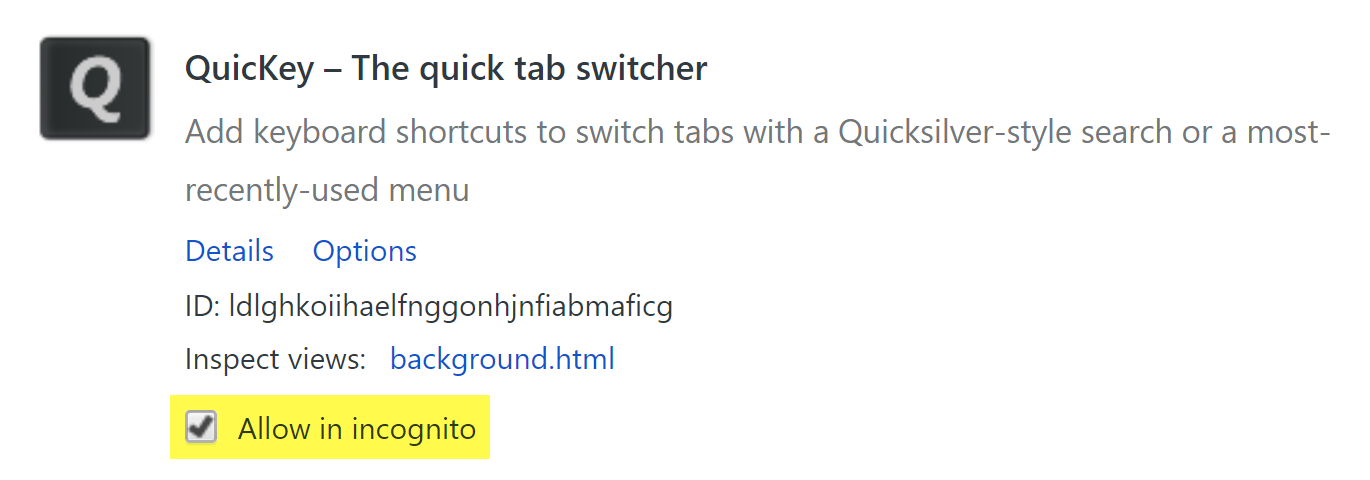 Q
QuicKey – The quick tab switcher
Add keyboard shortcuts to switch tabs with a Quicksilver-style search or a most-
recently-used menu
Details Options
ID: ldlghkoiihaelfnggonhjnfiabmaficg
Inspect views: background.html
Allow in incognito